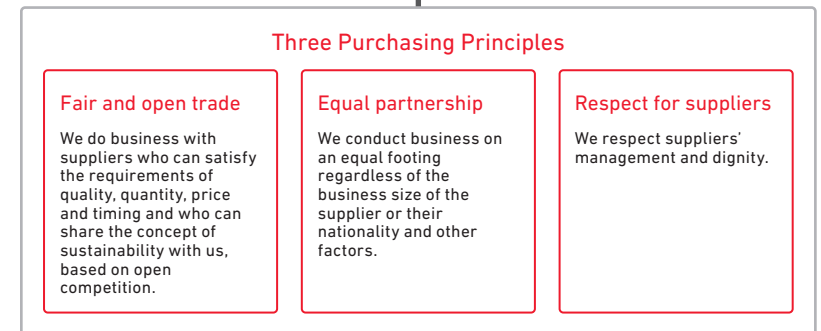 Three Purchasing Principles
Fair and open trade
We do business with
suppliers who can satisfy
the requirements of
quality, quantity, price
and timing and who can
share the concept of
sustainability with us,
based on open
competition.
Equal partnership
We conduct business on
an equal footing
regardless of the
business size of the
supplier or their
nationality and other
factors.
Respect for suppliers
We respect suppliers’
management and dignity.